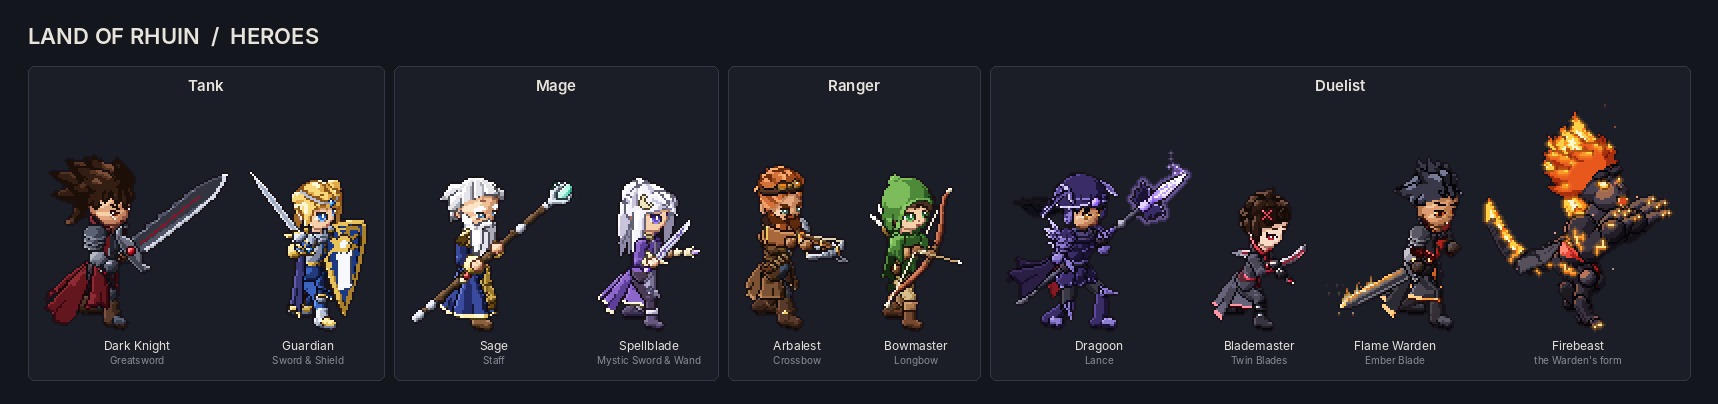 LAND OF RHUIN / HEROES
Tank
Dark Knight
Greatsword
Guardian
Sword & Shield
Mage
Sage
Staff
Spellblade
Mystic Sword & Wand
Ranger
Arbalest
Crossbow
Bowmaster
Longbow
Duelist
Dragoon
Lance
Blademaster
Twin Blades
Flame Warden
Ember Blade
Firebeast
the Warden's form